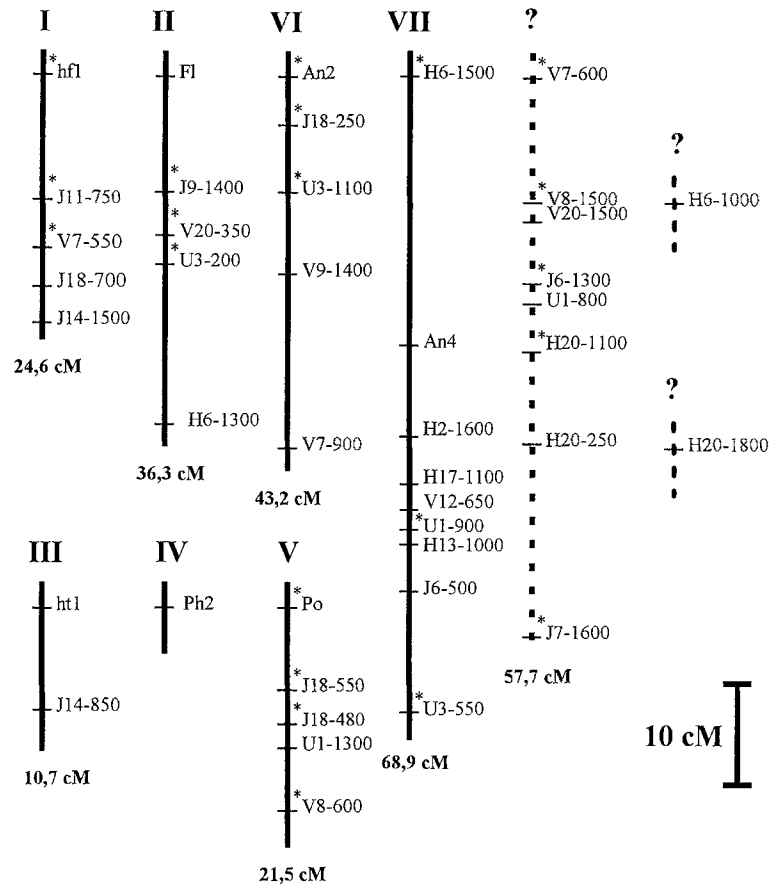 I
*hf1
*J11-750
*V7-550
J18-700
J14-1500
24,6 cM
II
Fl
*J9-1400
*V20-350
*U3-200
H6-1300
36,3 cM
VI
*An2
*J18-250
*U3-1100
V9-1400
V7-900
43,2 cM
VII
*H6-1500
An4
H2-1600
H17-1100
V12-650
*U1-900
H13-1000
J6-500
*U3-550
68,9 cM
?
*V7-600
*V8-1500
V20-1500
*J6-1300
U1-800
*H20-1100
H20-250
*J7-1600
57,7 cM
?
H6-1000
?
H20-1800
III
ht1
J14-850
10,7 cM
IV
Ph2
V
*Po
*J18-550
*J18-480
U1-1300
*V8-600
21,5 cM
10 cM